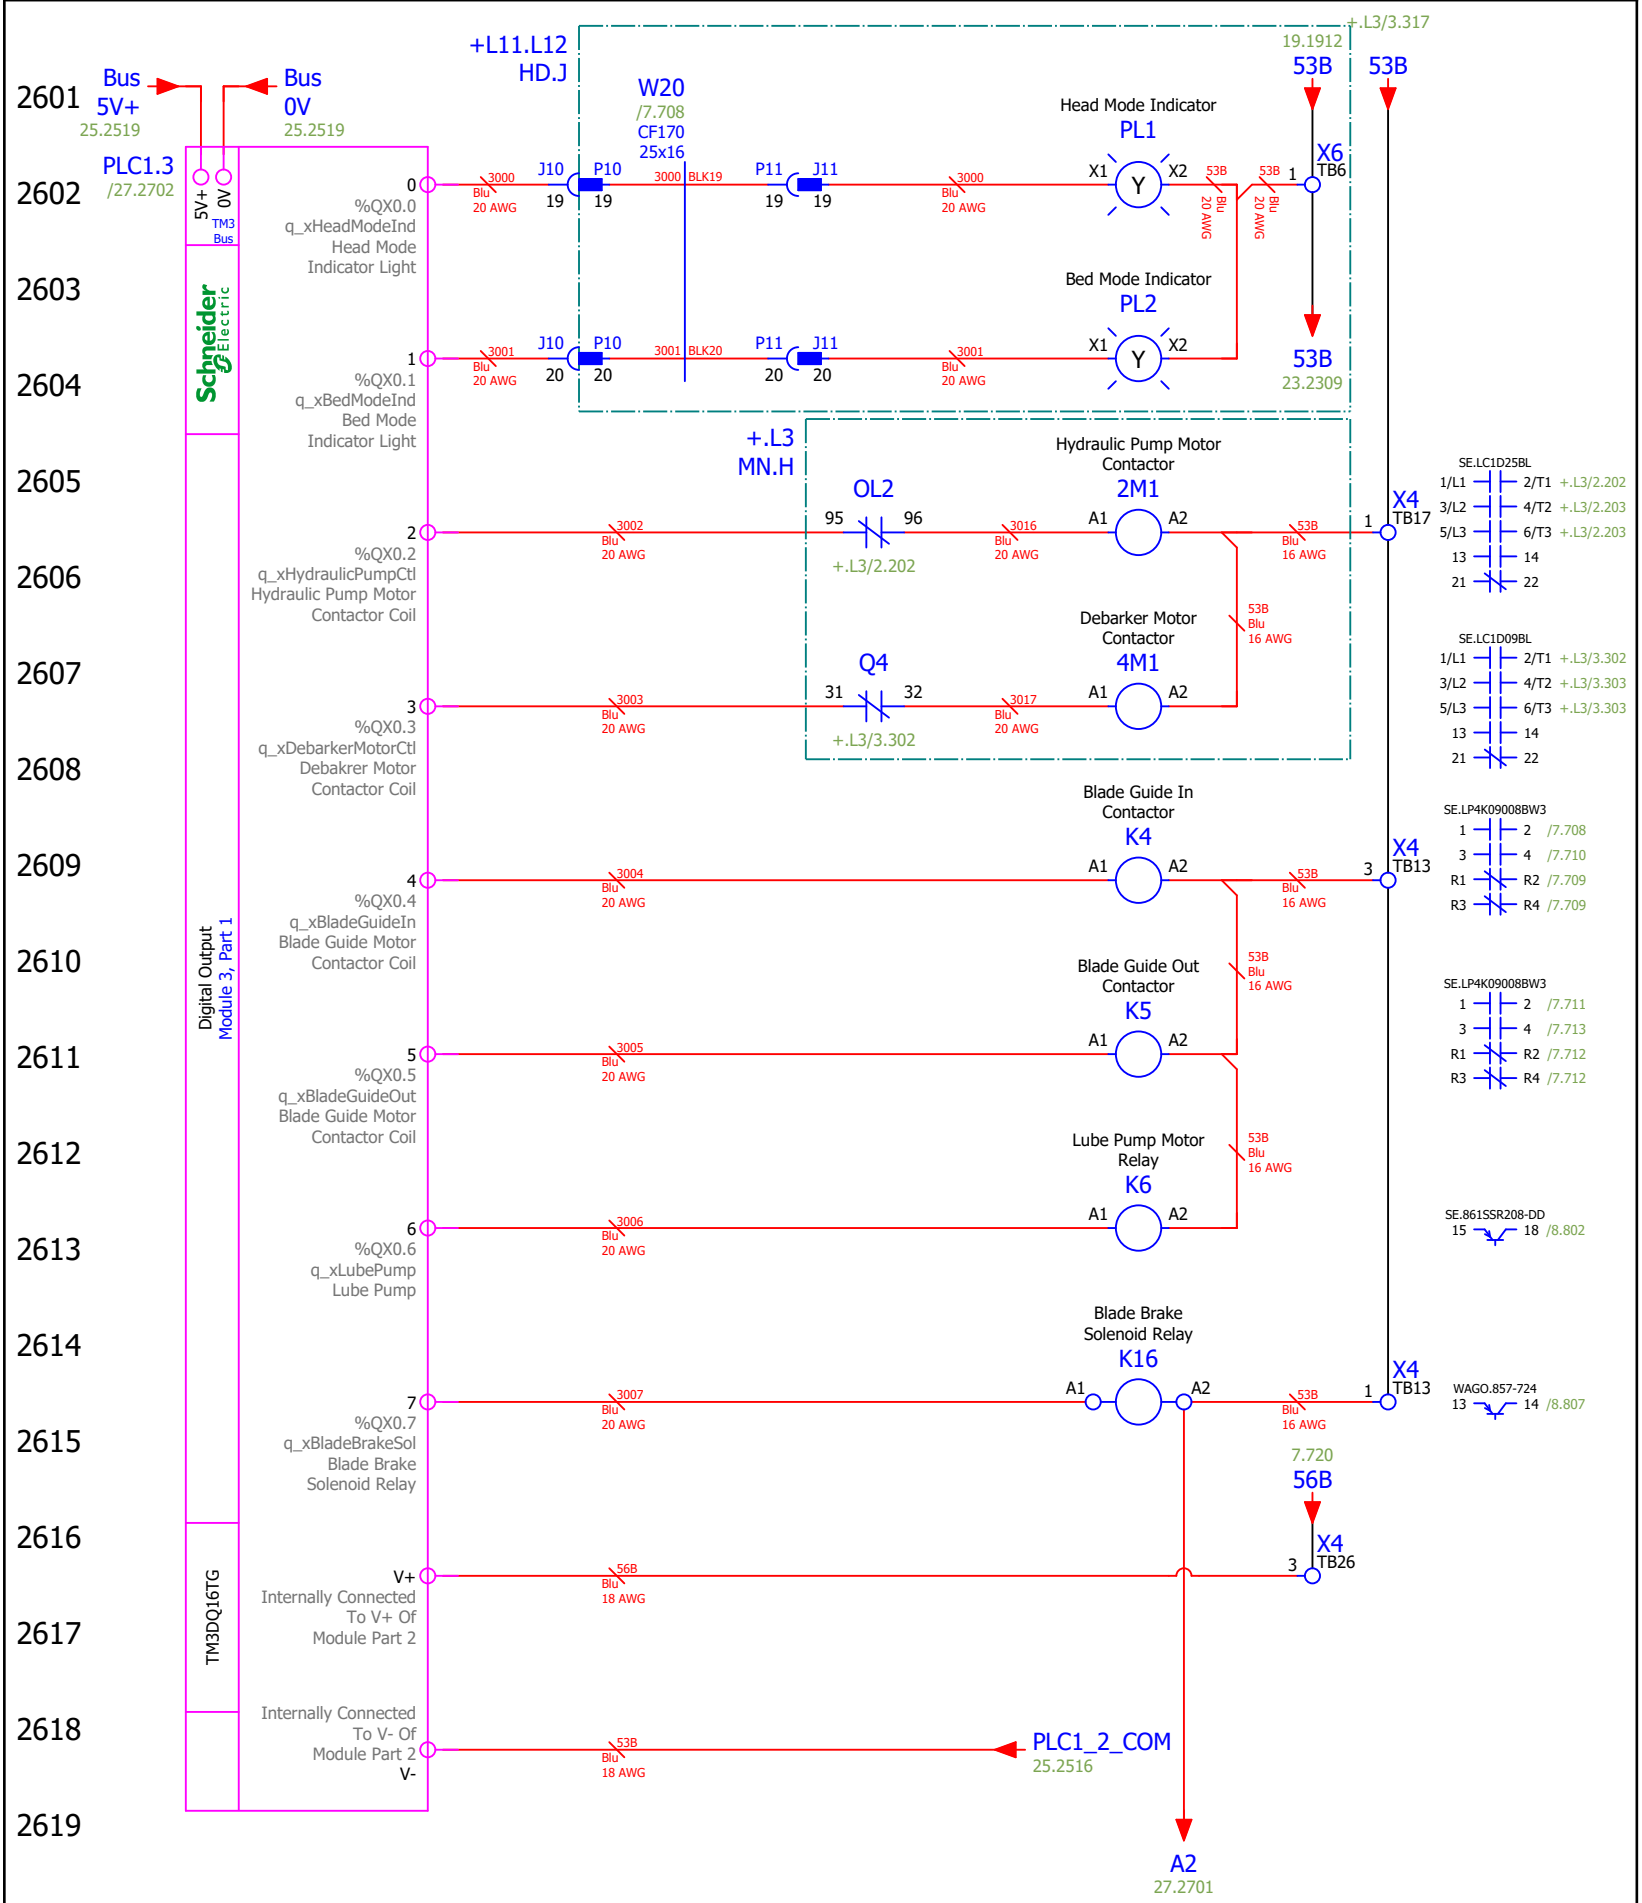 +.L3/3.317
+L11.L12
HD.J
19.1912
53B
53B
2601
Bus
5V+
25.2519
Bus
0V
25.2519
W20
/7.708
CF170
25x16
Head Mode Indicator
PL1
PLC1.3
/27.2702
5V+
0V
TM3
Bus
2602
0
3000
Blu
20 AWG
J10
P10
19
19
3000
BLK19
P11
J11
19
19
3000
Blu
20 AWG
X1
Y
X2
53B
Blu
20 AWG
53B
Blu
20 AWG
1
X6
TB6
%QX0.0
q_xHeadModeInd
Head Mode
Indicator Light
2603
Schneider
Electric
Bed Mode Indicator
PL2
1
3001
Blu
20 AWG
J10
P10
20
20
3001
BLK20
P11
J11
20
20
3001
Blu
20 AWG
X1
Y
X2
53B
23.2309
2604
%QX0.1
q_xBedModeInd
Bed Mode
Indicator Light
+.L3
MN.H
Hydraulic Pump Motor
Contactor
2M1
2605
OL2
95
96
2
3002
Blu
20 AWG
3016
Blu
20 AWG
A1
A2
53B
Blu
16 AWG
1
X4
TB17
SE.LC1D25BL
1/L1
2/T1
+.L3/2.202
3/L2
4/T2
+.L3/2.203
5/L3
6/T3
+.L3/2.203
13
14
21
22
+.L3/2.202
2606
%QX0.2
q_xHydraulicPumpCtl
Hydraulic Pump Motor
Contactor Coil
53B
Blu
16 AWG
Debarker Motor
Contactor
4M1
2607
Q4
31
32
3
3003
Blu
20 AWG
3017
Blu
20 AWG
A1
A2
SE.LC1D09BL
1/L1
2/T1
+.L3/3.302
3/L2
4/T2
+.L3/3.303
5/L3
6/T3
+.L3/3.303
13
14
21
22
+.L3/3.302
2608
%QX0.3
q_xDebarkerMotorCtl
Debakrer Motor
Contactor Coil
Blade Guide In
Contactor
K4
2609
4
3004
Blu
20 AWG
A1
A2
53B
Blu
16 AWG
3
X4
TB13
SE.LP4K09008BW3
1
2
/7.708
3
4
/7.710
R1
R2
/7.709
R3
R4
/7.709
%QX0.4
q_xBladeGuideIn
Blade Guide Motor
Contactor Coil
2610
Digital Output
Module 3, Part 1
53B
Blu
16 AWG
Blade Guide Out
Contactor
K5
2611
5
3005
Blu
20 AWG
A1
A2
SE.LP4K09008BW3
1
2
/7.711
3
4
/7.713
R1
R2
/7.712
R3
R4
/7.712
%QX0.5
q_xBladeGuideOut
Blade Guide Motor
Contactor Coil
2612
53B
Blu
16 AWG
Lube Pump Motor
Relay
K6
2613
6
3006
Blu
20 AWG
A1
A2
SE.861SSR208-DD
15
18
/8.802
%QX0.6
q_xLubePump
Lube Pump
Blade Brake
Solenoid Relay
K16
2614
7
3007
Blu
20 AWG
A1
A2
53B
Blu
16 AWG
1
X4
TB13
WAGO.857-724
13
14
/8.807
2615
%QX0.7
q_xBladeBrakeSol
Blade Brake
Solenoid Relay
7.720
56B
2616
TM3DQ16TG
V+
56B
Blu
18 AWG
3
X4
TB26
Internally Connected
To V+ Of
Module Part 2
2617
2618
Internally Connected
To V- Of
Module Part 2
V-
53B
Blu
18 AWG
PLC1_2_COM
25.2516
2619
A2
27.2701